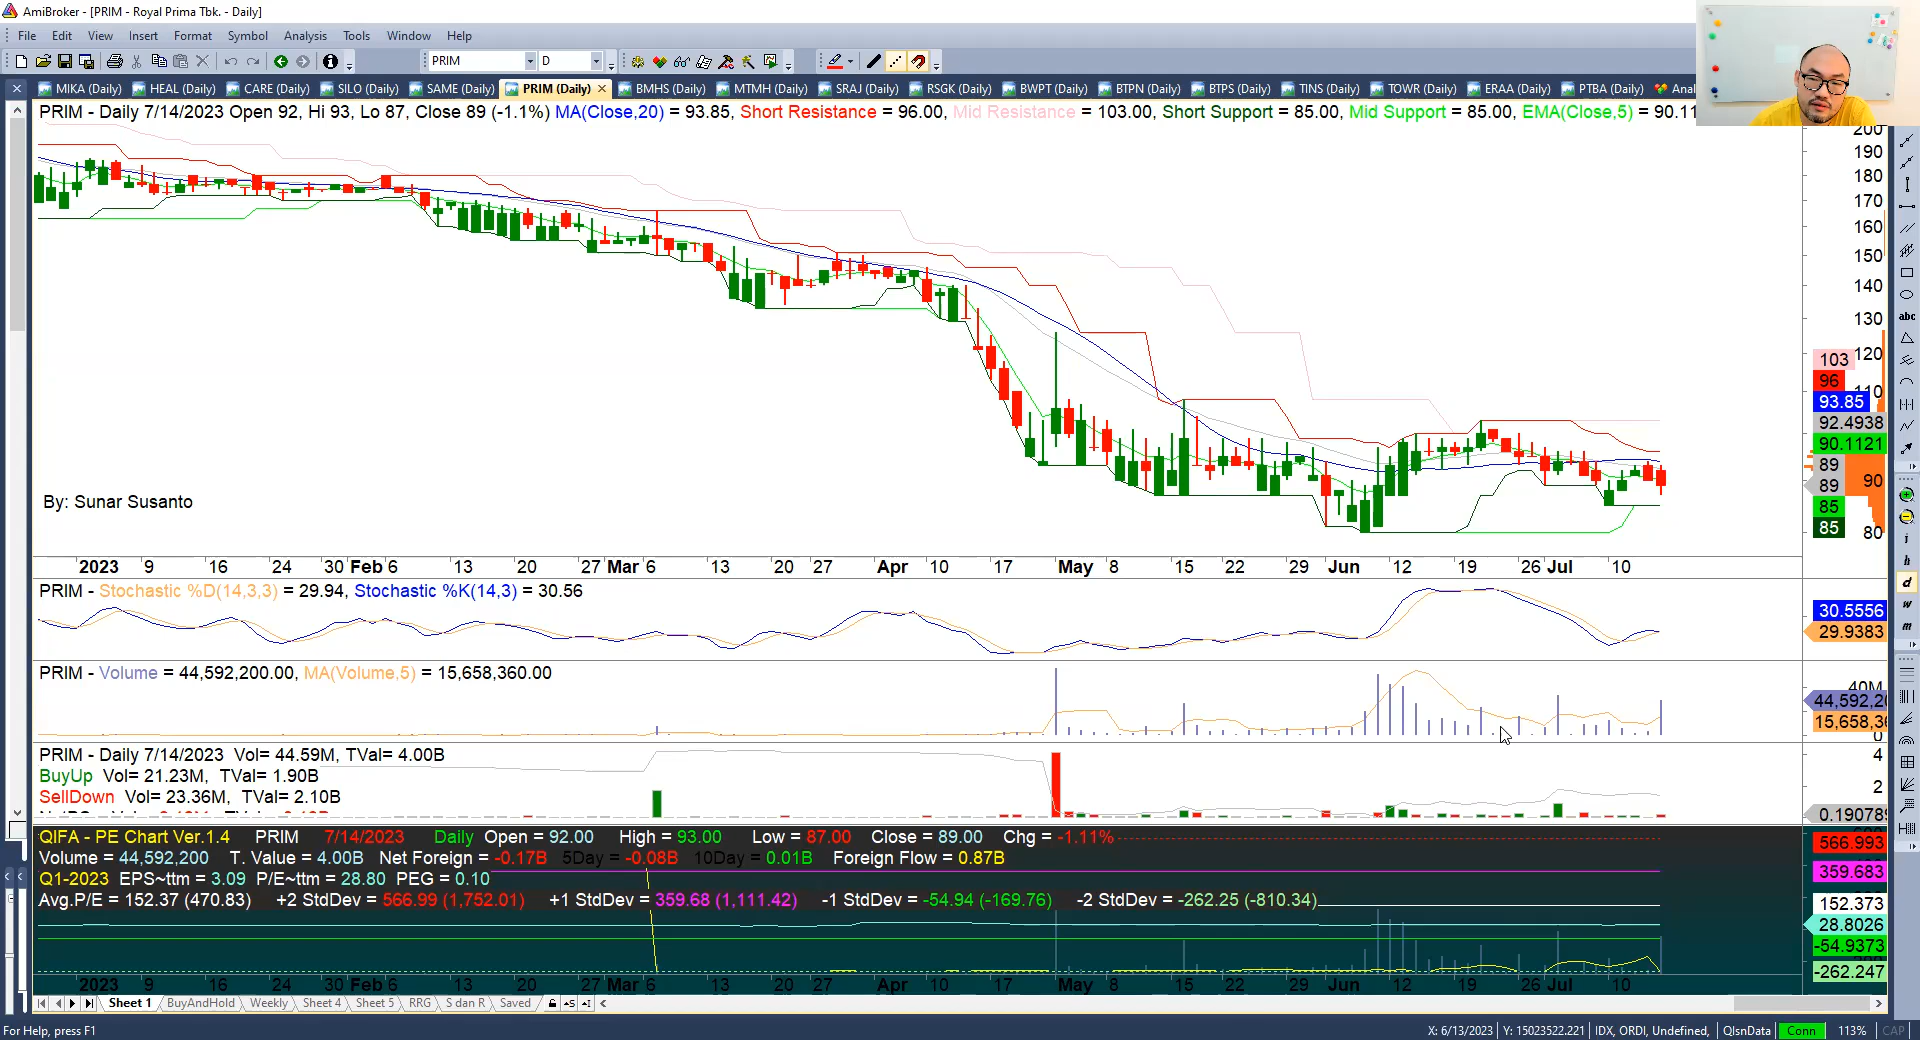 AmiBroker - [PRIM - Royal Prima Tbk. - Daily]
File Edit View Insert Format Symbol Analysis Tools Window Help
PRIM D
MIKA (Daily) HEAL (Daily) CARE (Daily) SILO (Daily) SAME (Daily) PRIM (Daily) BMHS (Daily) MTMH (Daily) SRAJ (Daily) RSGK (Daily) BWPT (Daily) BTPN (Daily) BTPS (Daily) TINS (Daily) TOWR (Daily) ERAA (Daily) PTBA (Daily) Anal
PRIM - Daily 7/14/2023 Open 92, Hi 93, Lo 87, Close 89 (-1.1%) MA(Close,20) = 93.85, Short Resistance = 96.00, Mid Resistance = 103.00, Short Support = 85.00, Mid Support = 85.00, EMA(Close,5) = 90.11
200
190
180
170
160
150
140
130
120
110
90
80
103
96
93.85
92.4938
90.1121
89
89
85
85
abc
By: Sunar Susanto
2023 9 16 24 30 Feb 6 13 20 27 Mar 6 13 20 27 Apr 10 17 May 8 15 22 29 Jun 12 19 26 Jul 10
PRIM - Stochastic %D(14,3,3) = 29.94, Stochastic %K(14,3) = 30.56
30.5556
29.9383
PRIM - Volume = 44,592,200.00, MA(Volume,5) = 15,658,360.00
40M
44,592,20
15,658,36
0
PRIM - Daily 7/14/2023 Vol= 44.59M, TVal= 4.00B
BuyUp Vol= 21.23M, TVal= 1.90B
SellDown Vol= 23.36M, TVal= 2.10B
4
2
0.190789
QIFA - PE Chart Ver.1.4 PRIM 7/14/2023 Daily Open = 92.00 High = 93.00 Low = 87.00 Close = 89.00 Chg = -1.11%
Volume = 44,592,200 T. Value = 4.00B Net Foreign = -0.17B 5Day = -0.08B 10Day = 0.01B Foreign Flow = 0.87B
Q1-2023 EPS~ttm = 3.09 P/E~ttm = 28.80 PEG = 0.10
Avg.P/E = 152.37 (470.83) +2 StdDev = 566.99 (1,752.01) +1 StdDev = 359.68 (1,111.42) -1 StdDev = -54.94 (-169.76) -2 StdDev = -262.25 (-810.34)
566.993
359.683
152.373
28.8026
-54.9373
-262.247
2023 9 16 24 30 Feb 6 13 20 27 Mar 6 13 20 27 Apr 10 17 May 8 15 22 29 Jun 12 19 26 Jul 10
Sheet 1 BuyAndHold Weekly Sheet 4 Sheet 5 RRG S dan R Saved
For Help, press F1 X: 6/13/2023 Y: 15023522.221 IDX, ORDI, Undefined, QlsnData Conn 113% CAP